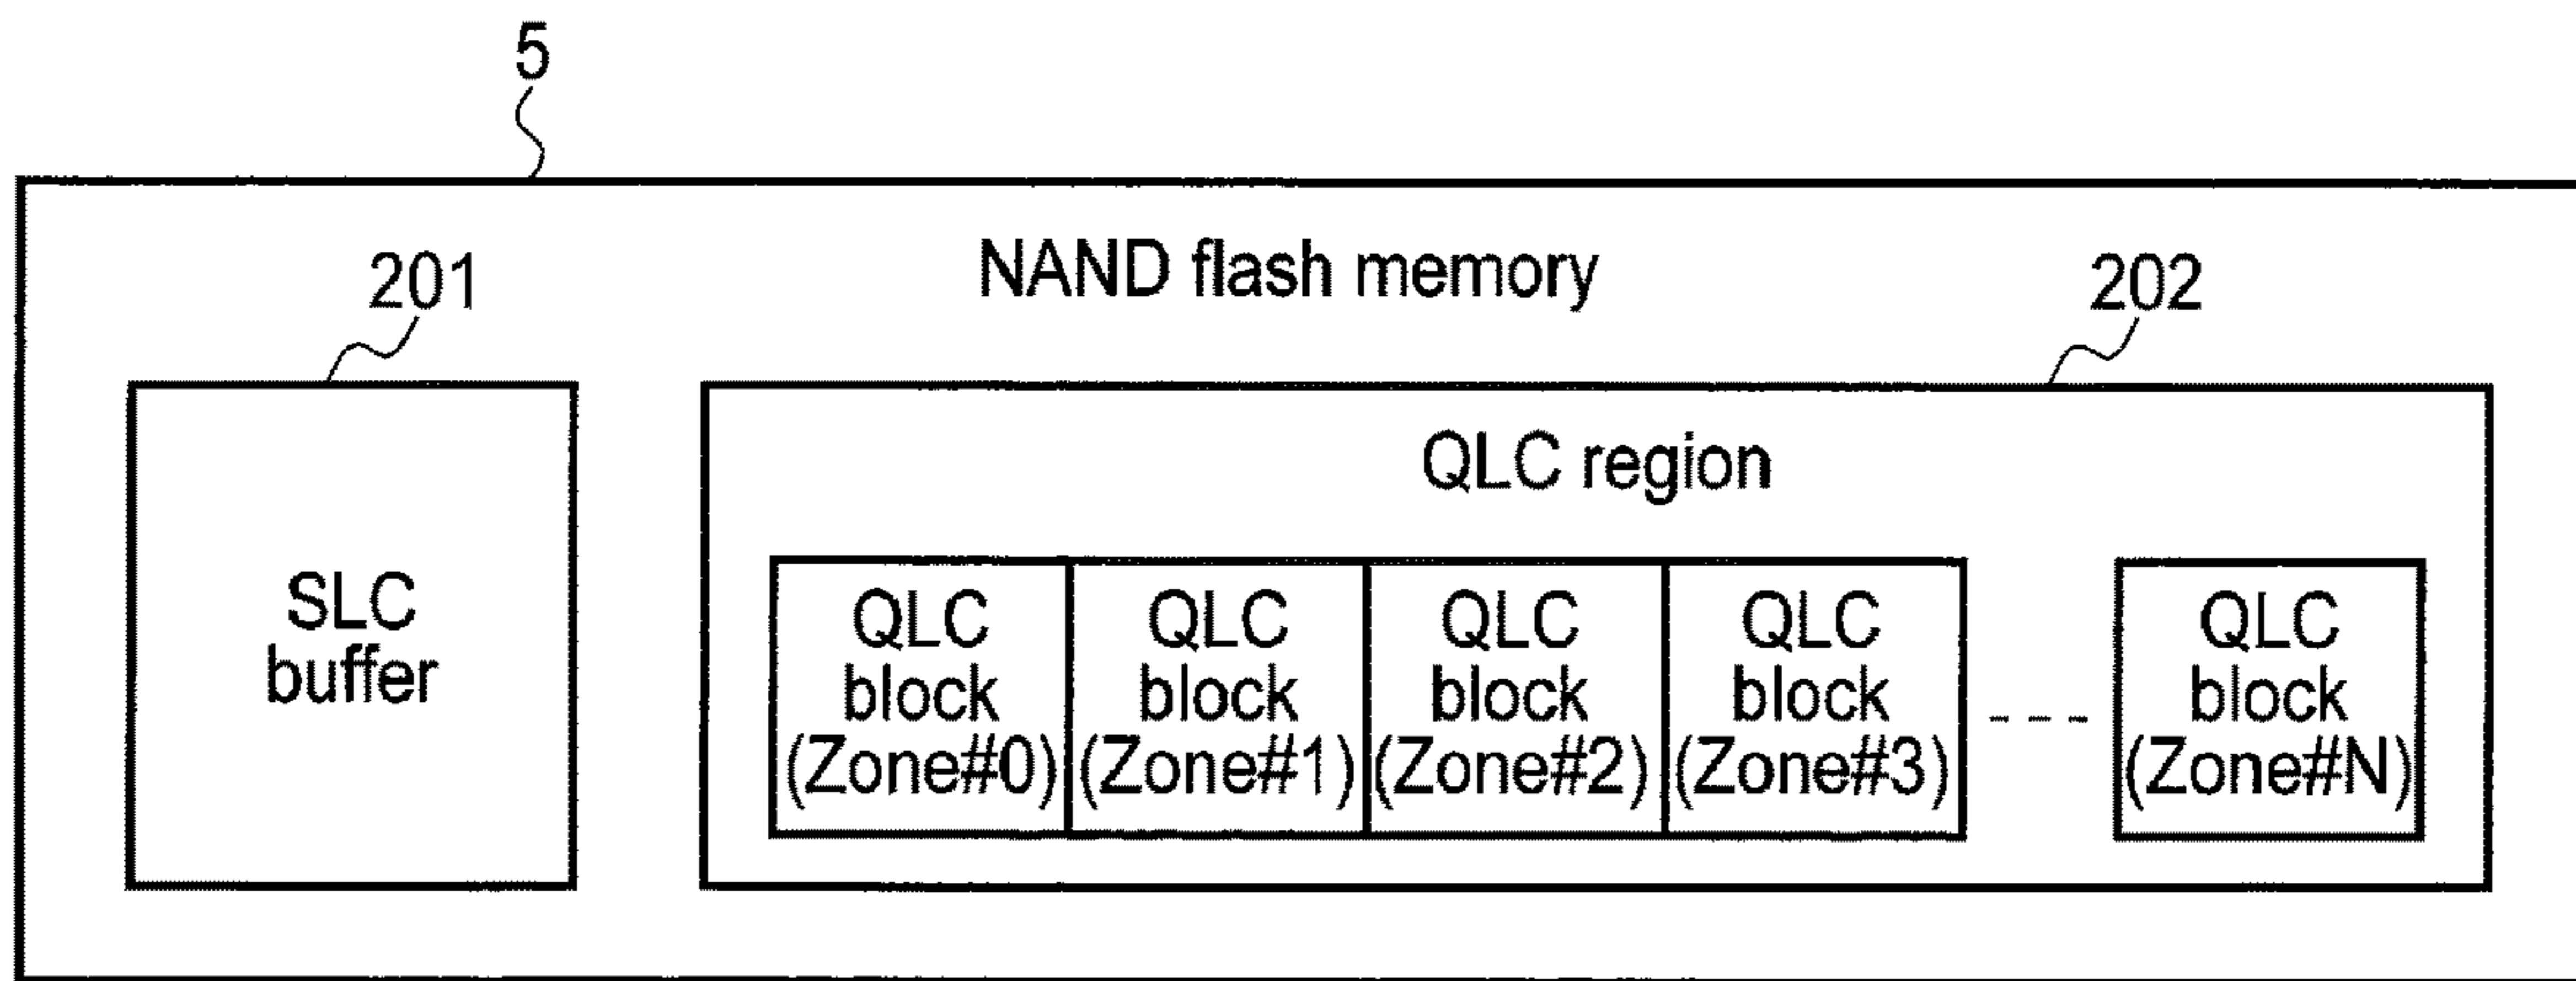 5
NAND flash memory
201
202
SLC
buffer
QLC region
QLC
block
(Zone#0)
QLC
block
(Zone#1)
QLC
block
(Zone#2)
QLC
block
(Zone#3)
QLC
block
(Zone#N)